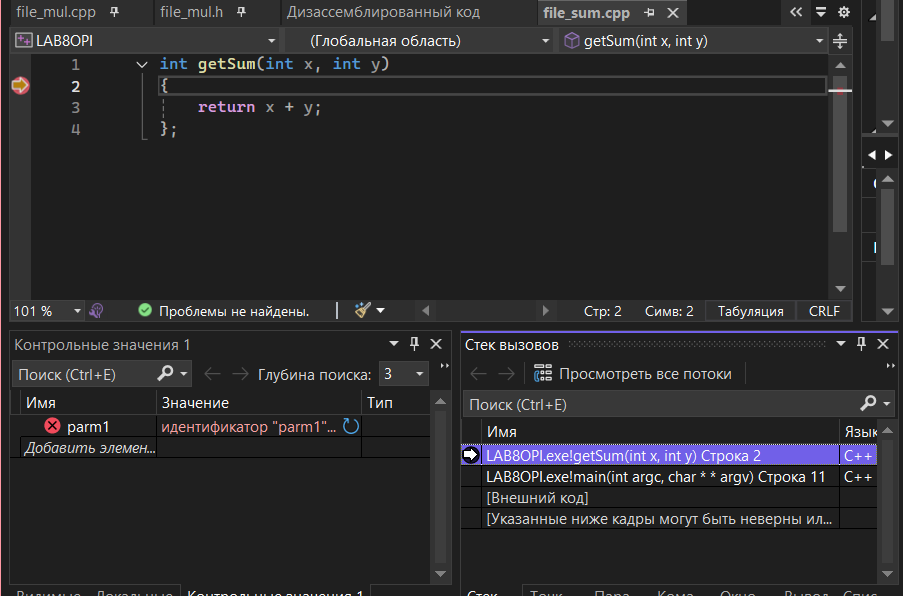 file_mul.cpp file_mul.h Дизассемблированный код file_sum.cpp
LAB8OPI (Глобальная область) getSum(int x, int y)
1 int getSum(int x, int y)
2 {
3 return x + y;
4 };
101 % Проблемы не найдены. Стр: 2 Симв: 2 Табуляция CRLF
Контрольные значения 1
Поиск (Ctrl+E) Глубина поиска: 3
Имя Значение Тип
parm1 идентификатор "parm1"...
Добавить элемен...
Стек вызовов
Просмотреть все потоки
Поиск (Ctrl+E)
Имя Язык
LAB8OPI.exe!getSum(int x, int y) Строка 2 C++
LAB8OPI.exe!main(int argc, char * * argv) Строка 11 C++
[Внешний код]
[Указанные ниже кадры могут быть неверны ил...
Видимые Локальные Контрольные значения 1
Стек Точк Пара Кома Окно Вывод Спис